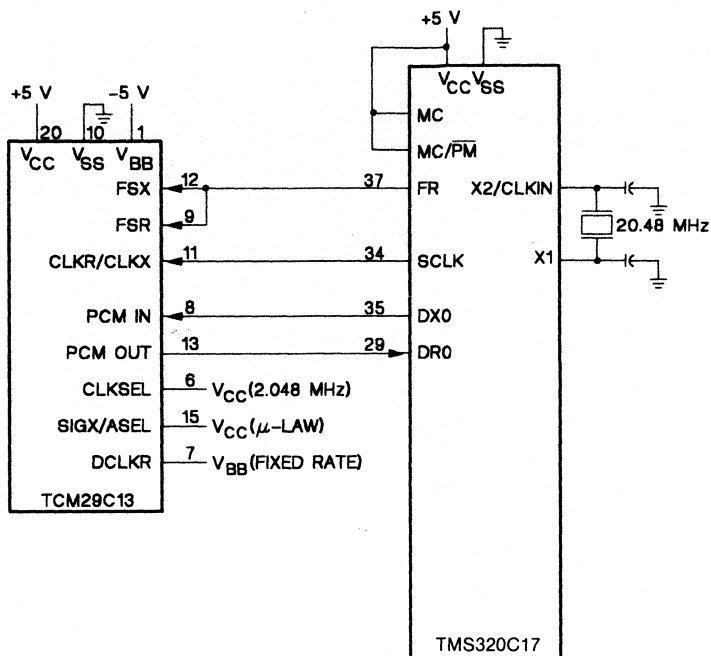 +5 V
+5 V
-5 V
20
10
1
VCC
VSS
VBB
VCC
VSS
MC
MC/PM
FSX
12
37
FR
X2/CLKIN
FSR
9
20.48 MHz
CLKR/CLKX
11
34
SCLK
X1
PCM IN
8
35
DX0
PCM OUT
13
29
DR0
CLKSEL
6
VCC(2.048 MHz)
SIGX/ASEL
15
VCC(μ-LAW)
DCLKR
7
VBB(FIXED RATE)
TCM29C13
TMS320C17